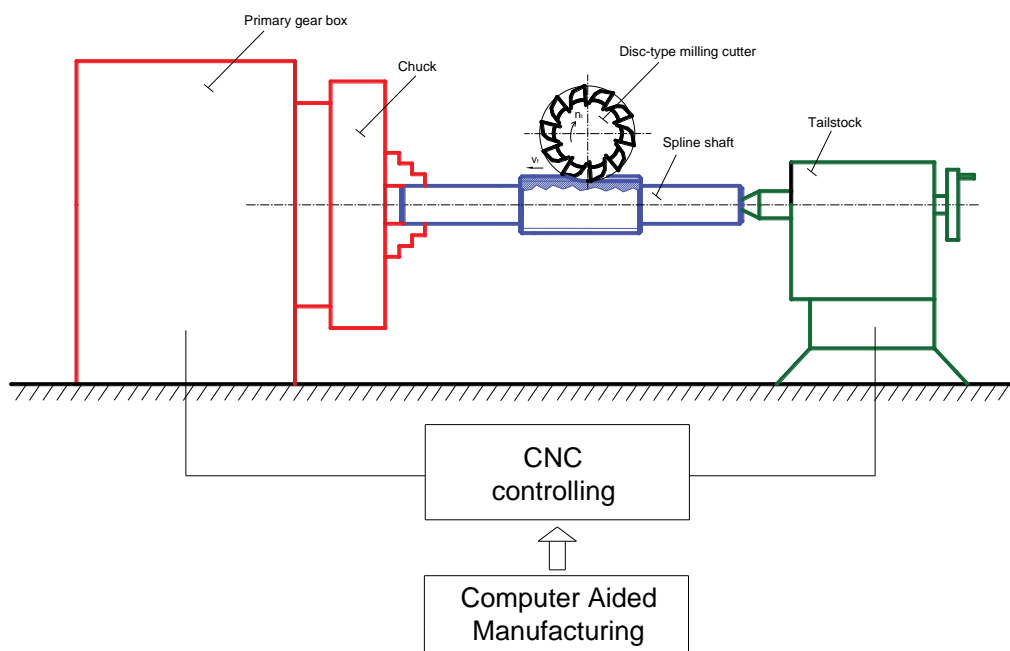 Primary gear box
Chuck
Disc-type milling cutter
Spline shaft
Tailstock
CNC
controlling
Computer Aided
Manufacturing